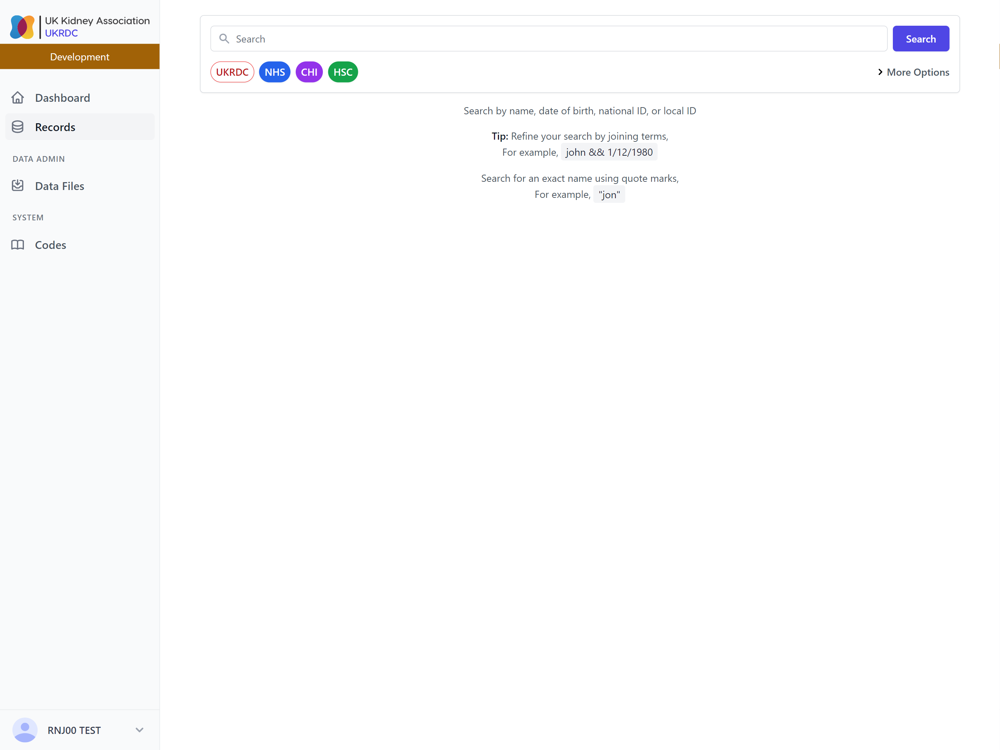 UK Kidney Association
UKRDC
Development
Dashboard
Records
DATA ADMIN
Data Files
SYSTEM
Codes
RNJ00 TEST
Search
Search
UKRDC NHS CHI HSC
More Options
Search by name, date of birth, national ID, or local ID
Tip: Refine your search by joining terms,
For example, john && 1/12/1980
Search for an exact name using quote marks,
For example, "jon"